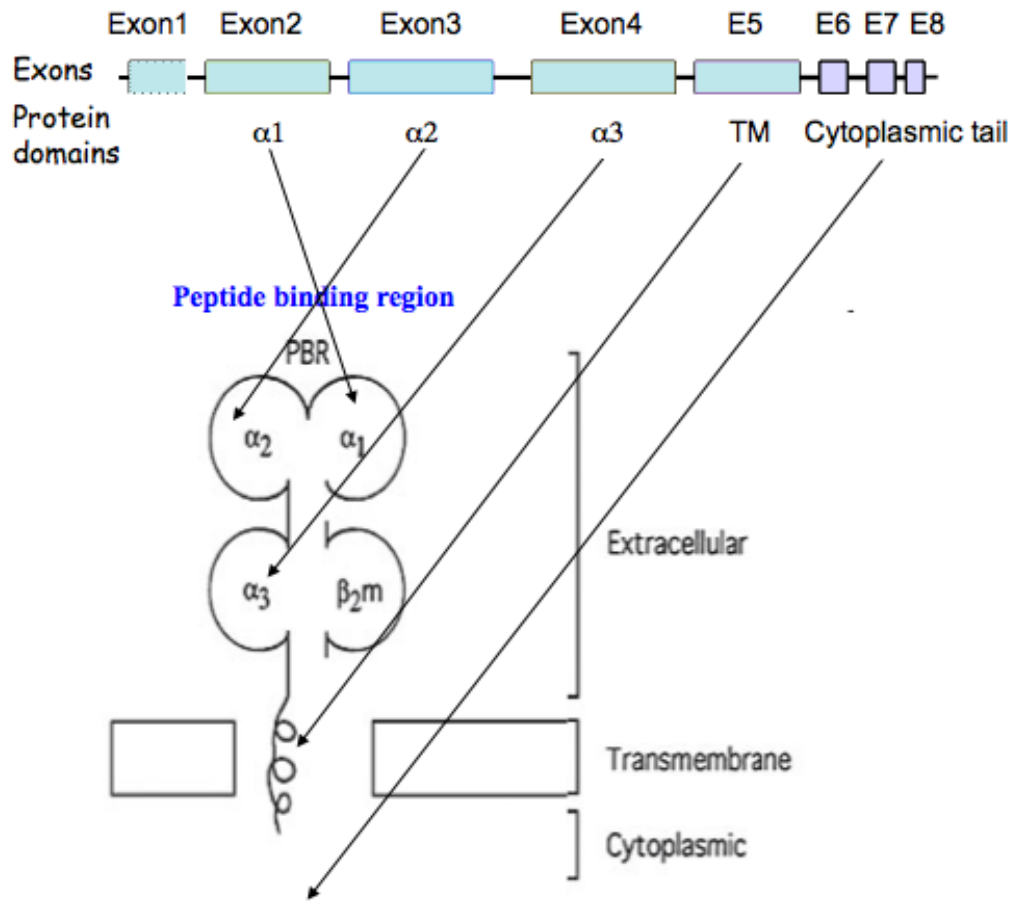 Exon1 Exon2 Exon3 Exon4 E5 E6 E7 E8
Exons
Protein
domains
α1 α2 α3 TM Cytoplasmic tail
Peptide binding region
PBR
α2 α1
Extracellular
α3 β2m
Transmembrane
Cytoplasmic